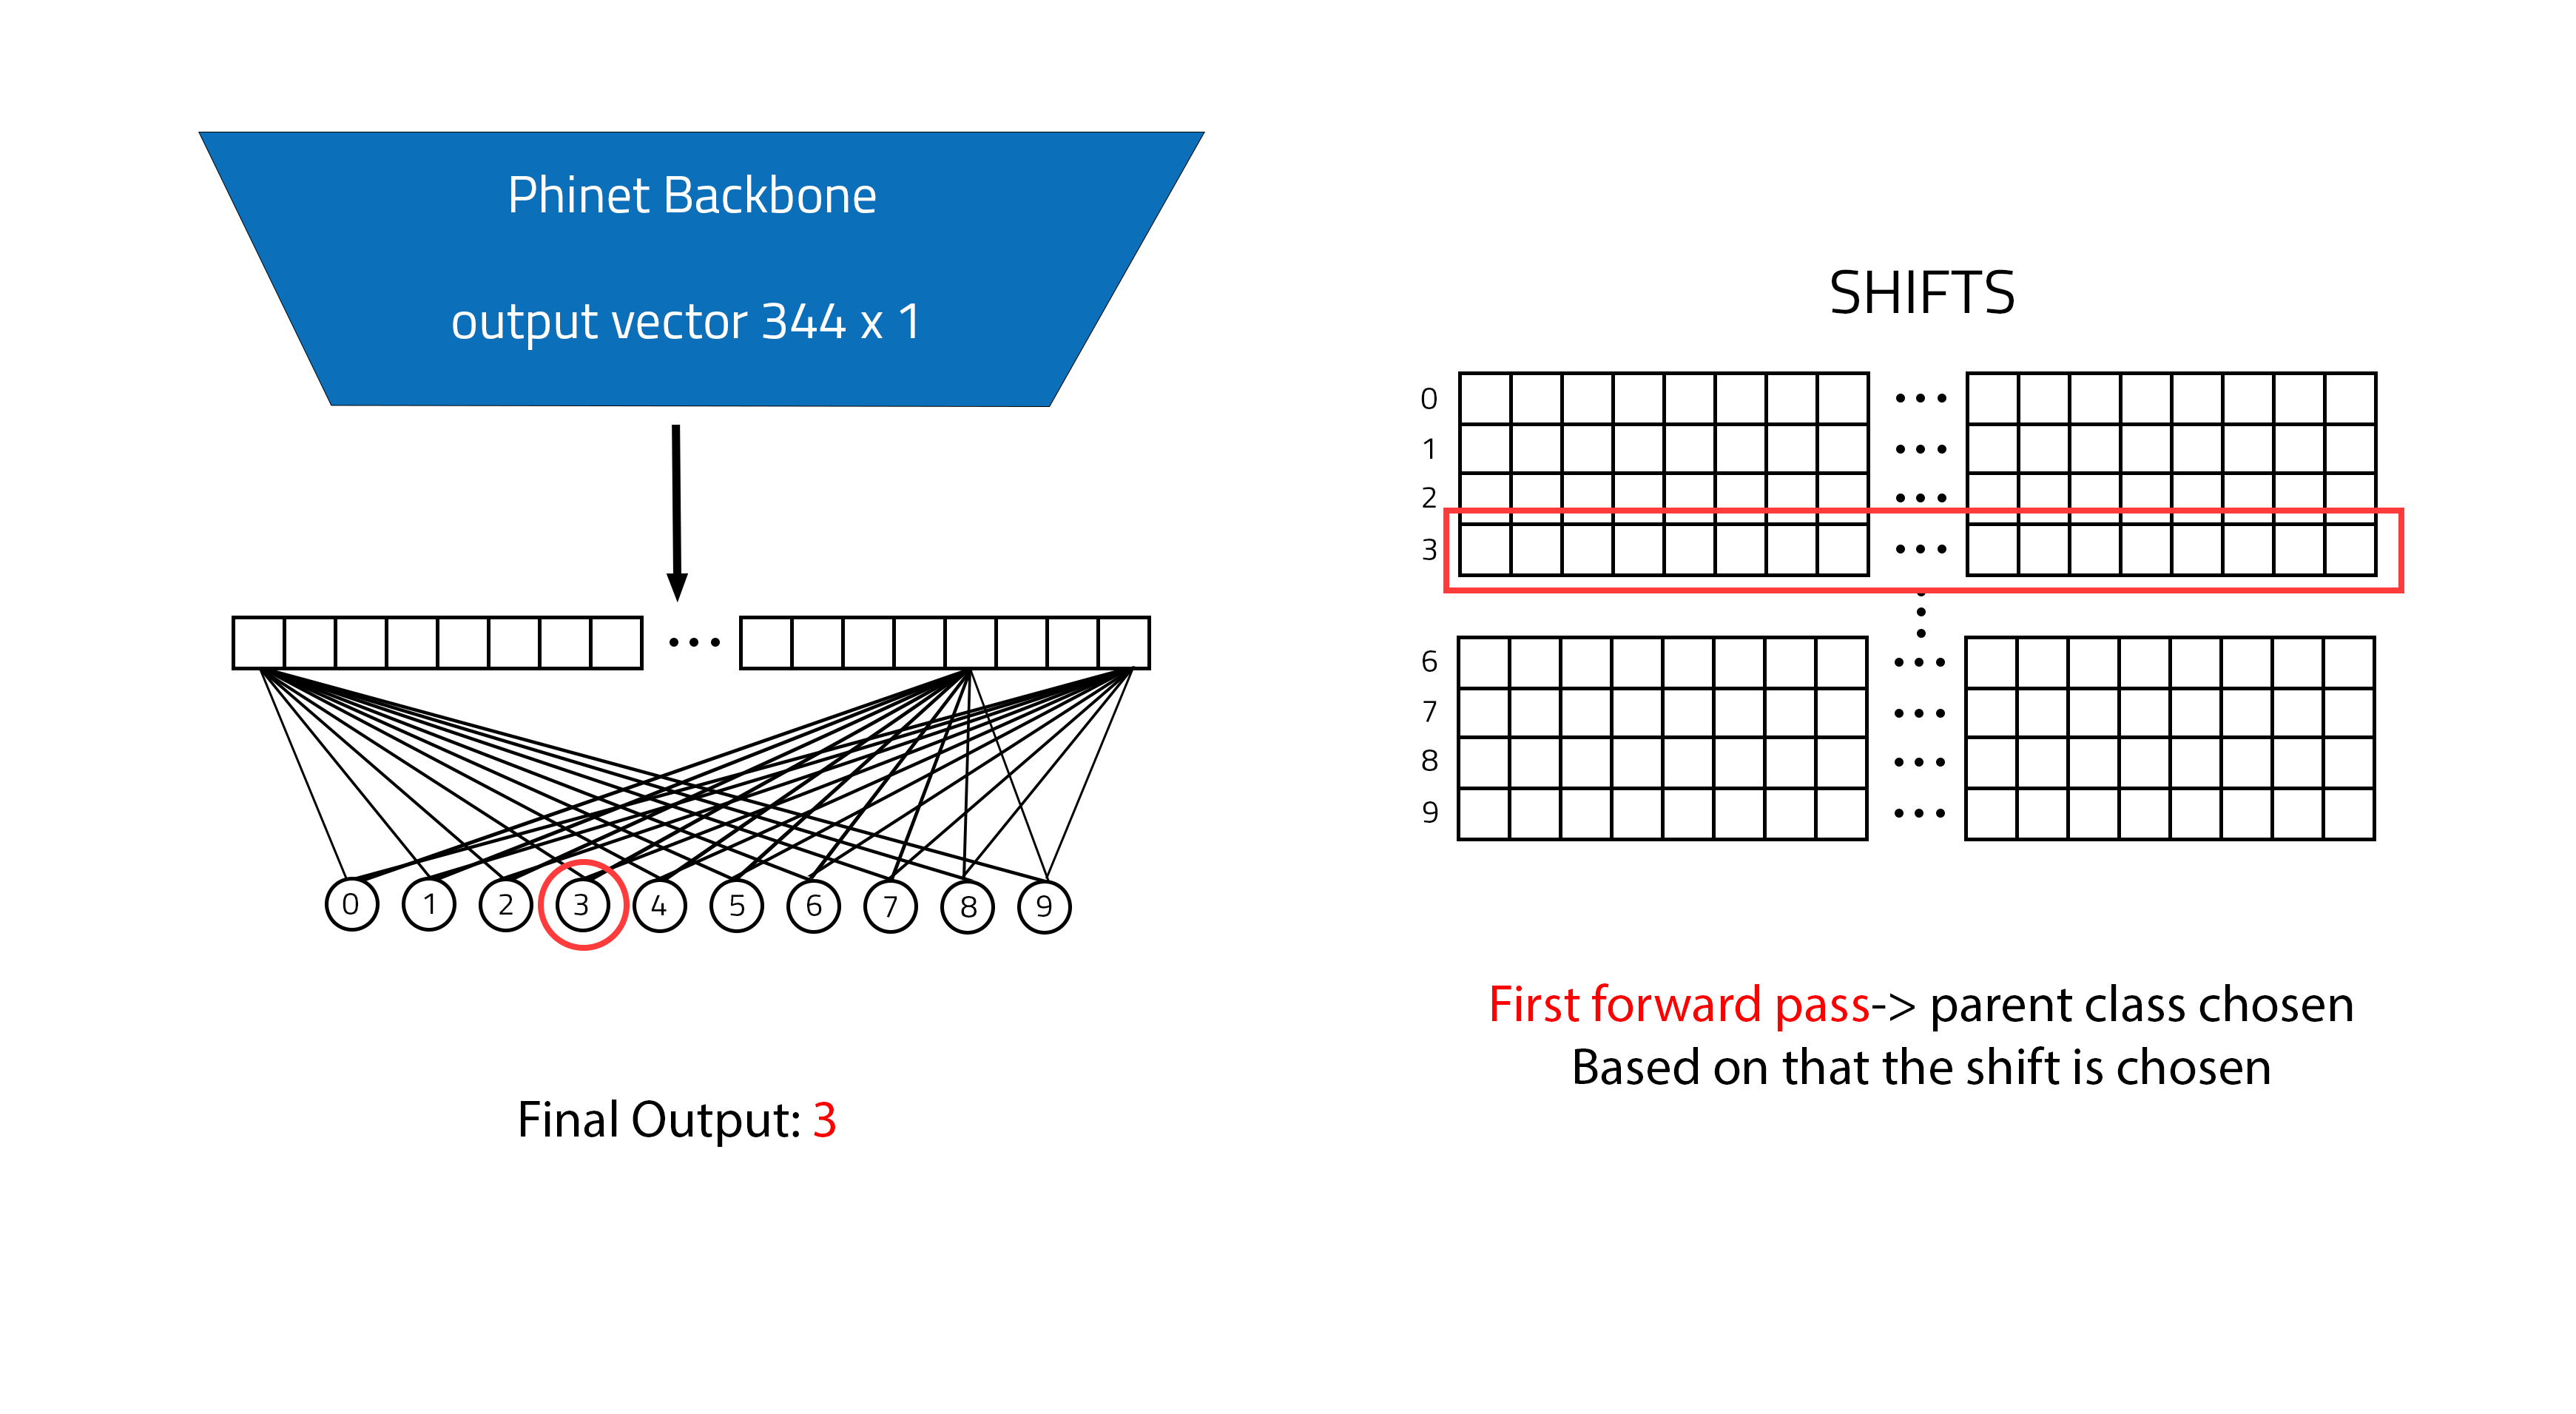 Phinet Backbone
output vector 344 x 1
0 1 2 3 4 5 6 7 8 9
Final Output: 3
SHIFTS
0
1
2
3
6
7
8
9
First forward pass-> parent class chosen
Based on that the shift is chosen